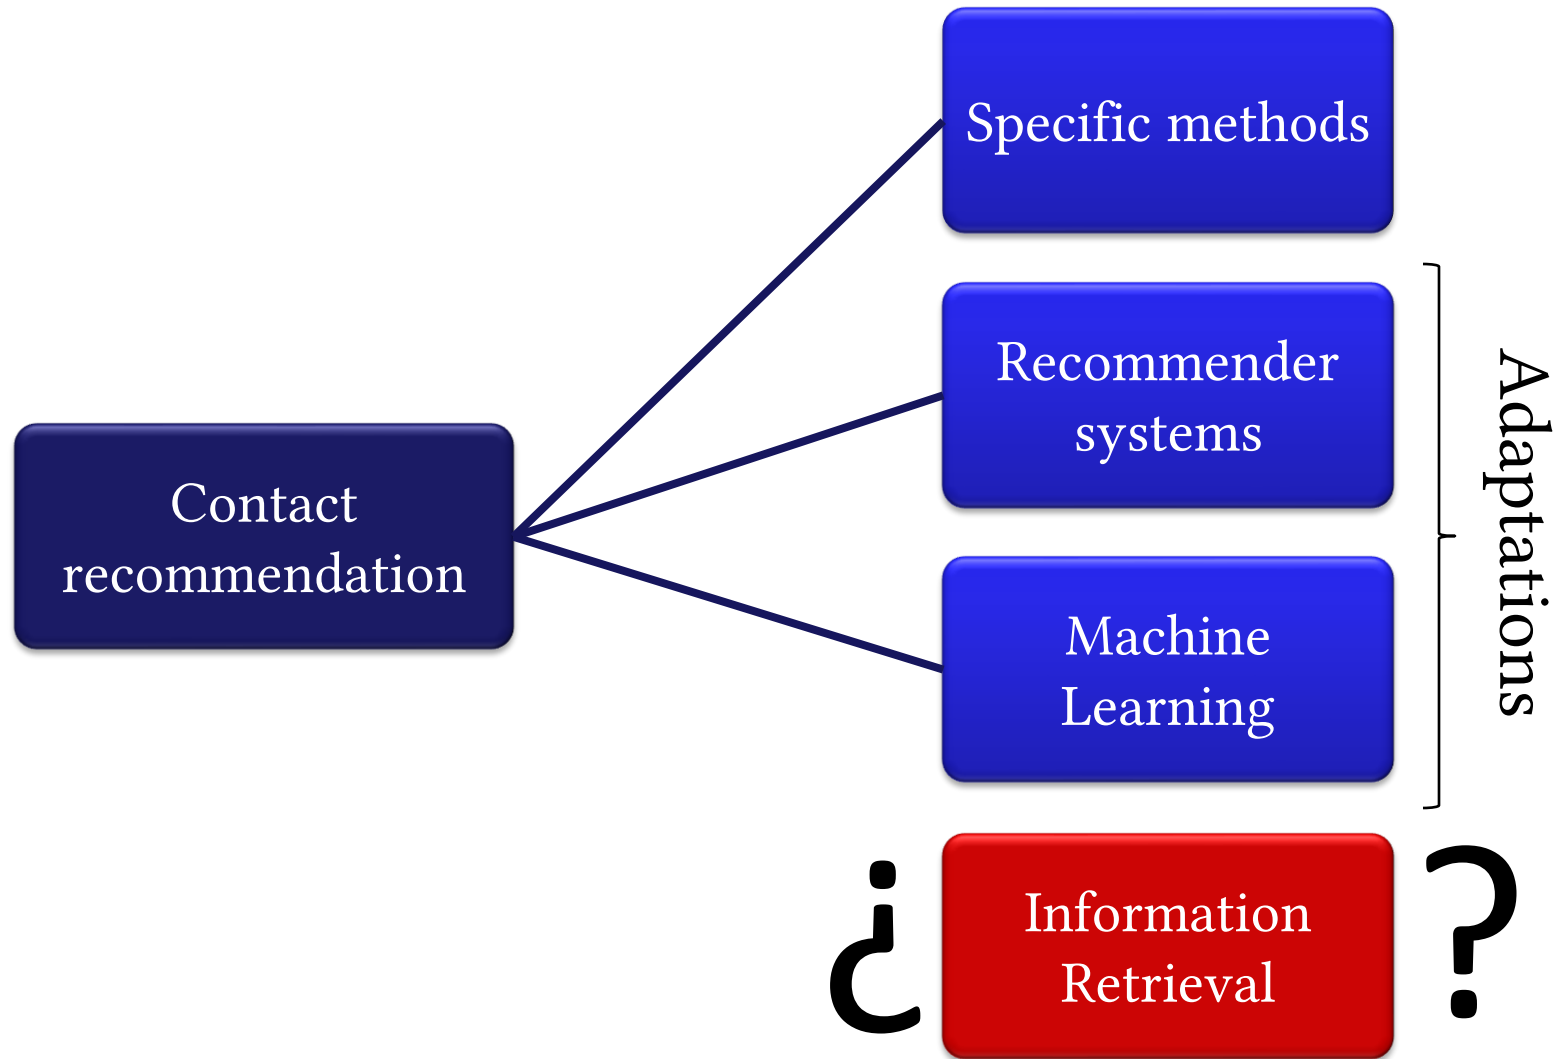 Specific methods
Recommender
systems
Contact
recommendation
Machine
Learning
Adaptations
¿
Information
Retrieval
?